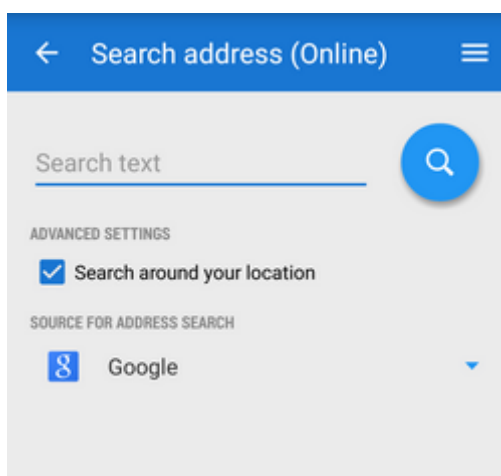 Search address (Online)
Search text
ADVANCED SETTINGS
Search around your location
SOURCE FOR ADDRESS SEARCH
8 Google